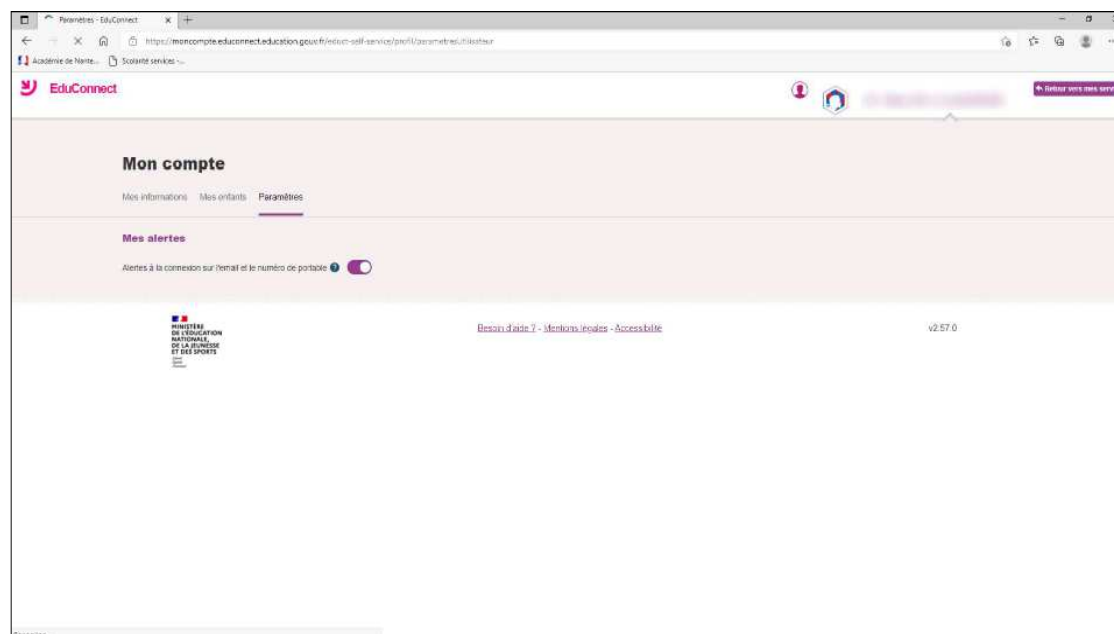 Paramètres - EduConnect
https://moncompte.educonnect.education.gouv.fr/educt-self-service/profil/parametresUtilisateur
Académie de Nante... Scolarité services -...
EduConnect
Retour vers mes servi
Mon compte
Mes informations Mes enfants Paramètres
Mes alertes
Alertes à la connexion sur l'email et le numéro de portable ?
MINISTÈRE
DE L'ÉDUCATION
NATIONALE,
DE LA JEUNESSE
ET DES SPORTS
Besoin d'aide ? - Mentions légales - Accessibilité
v2.57.0